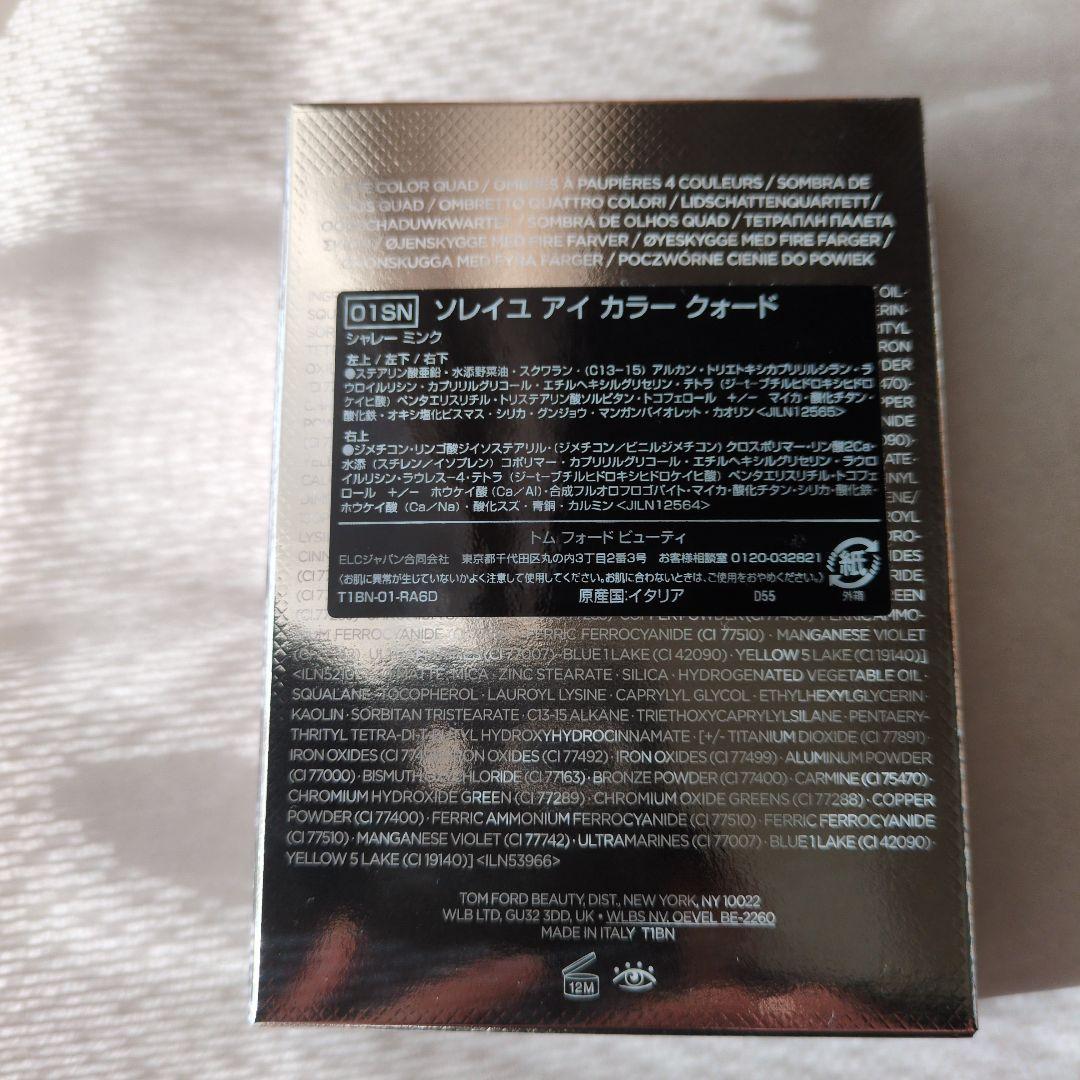 COLOR QUAD / OMBRES À PAUPIÈRES 4 COULEURS / SOMBRA DE
QUAD / OMBRETTO QUATTRO COLORI / LIDSCHATTENQUARTETT /
OOGSCHADUWKWARTET / SOMBRA DE OLHOS QUAD / ΤΕΤΡΑΠΛΗ ΠΑΛΕΤΑ
/ ØJENSKYGGE MED FIRE FARVER / ØYESKYGGE MED FIRE FARGER /
ÖGONSKUGGA MED FYRA FÄRGER / POCZWÓRNE CIENIE DO POWIEK
01SN ソレイユ アイ カラー クォード
シャレー ミンク
左上 / 左下 / 右下
●ステアリン酸亜鉛・水添野菜油・スクワラン・(C13-15) アルカン・トリエトキシカプリリルシラン・ラ
ウロイルリシン・カプリリルグリコール・エチルヘキシルグリセリン・テトラ (ジ-t-ブチルヒドロキシヒドロ
ケイヒ酸) ペンタエリスリチル・トリステアリン酸ソルビタン・トコフェロール +/- マイカ・酸化チタン・
酸化鉄・オキシ塩化ビスマス・シリカ・グンジョウ・マンガンバイオレット・カオリン<JILN12565>
右上
●ジメチコン・リンゴ酸ジイソステアリル・(ジメチコン/ビニルジメチコン) クロスポリマー・リン酸2Ca・
水添 (スチレン/イソプレン) コポリマー・カプリリルグリコール・エチルヘキシルグリセリン・ラウロ
イルリシン・ラウレス-4・テトラ (ジ-t-ブチルヒドロキシヒドロケイヒ酸) ペンタエリスリチル・トコフェ
ロール +/- ホウケイ酸 (Ca/Al)・合成フルオロフロゴパイト・マイカ・酸化チタン・シリカ・酸化鉄・
ホウケイ酸 (Ca/Na)・酸化スズ・青銅・カルミン<JILN12564>
トム フォード ビューティ
ELCジャパン合同会社 東京都千代田区丸の内3丁目2番3号 お客様相談室 0120-032821
(お肌に異常が生じていないかよく注意して使用してください。お肌に合わないときは、ご使用をおやめください。)
T1BN-01-RA6D 原産国:イタリア D55
紙
外箱
FERROCYANIDE FERRIC FERROCYANIDE (CI 77510) · MANGANESE VIOLET
77007) · BLUE 1 LAKE (CI 42090) · YELLOW 5 LAKE (CI 19140)]
MATTE: MICA · ZINC STEARATE · SILICA · HYDROGENATED VEGETABLE OIL ·
SQUALANE · TOCOPHEROL · LAUROYL LYSINE · CAPRYLYL GLYCOL · ETHYLHEXYLGLYCERIN ·
KAOLIN · SORBITAN TRISTEARATE · C13-15 ALKANE · TRIETHOXYCAPRYLYLSILANE · PENTAERY-
THRITYL TETRA-DI-T-BUTYL HYDROXYHYDROCINNAMATE · [+/- TITANIUM DIOXIDE (CI 77891) ·
IRON OXIDES IRON OXIDES (CI 77492) · IRON OXIDES (CI 77499) · ALUMINUM POWDER
(CI 77000) · BISMUTH OXYCHLORIDE (CI 77163) · BRONZE POWDER (CI 77400) · CARMINE (CI 75470) ·
CHROMIUM HYDROXIDE GREEN (CI 77289) · CHROMIUM OXIDE GREENS (CI 77288) · COPPER
POWDER (CI 77400) · FERRIC AMMONIUM FERROCYANIDE (CI 77510) · FERRIC FERROCYANIDE
(CI 77510) · MANGANESE VIOLET (CI 77742) · ULTRAMARINES (CI 77007) · BLUE 1 LAKE (CI 42090) ·
YELLOW 5 LAKE (CI 19140)] <ILN53966>
TOM FORD BEAUTY, DIST. NEW YORK, NY 10022
WLB LTD, GU32 3DD, UK • WLBS NV, OEVEL BE-2260
MADE IN ITALY T1BN
12M